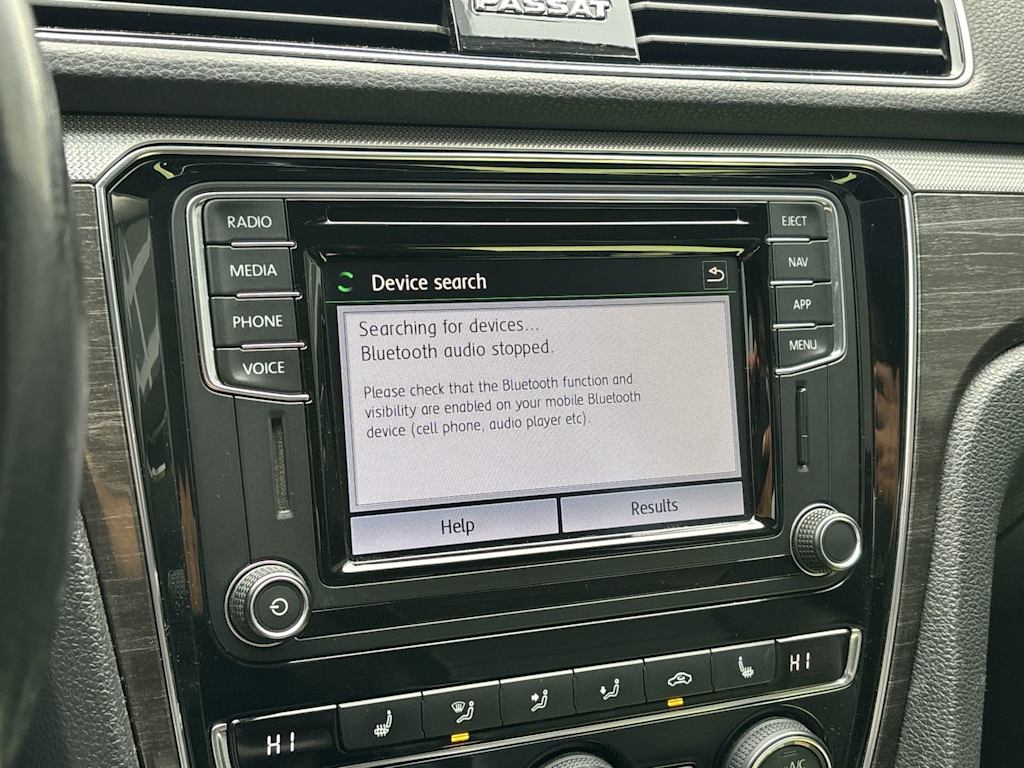 PASSAT
RADIO
MEDIA
PHONE
VOICE
EJECT
NAV
APP
MENU
Device search
Searching for devices...
Bluetooth audio stopped.
Please check that the Bluetooth function and
visibility are enabled on your mobile Bluetooth
device (cell phone, audio player etc).
Help
Results
HI
HI
A/C